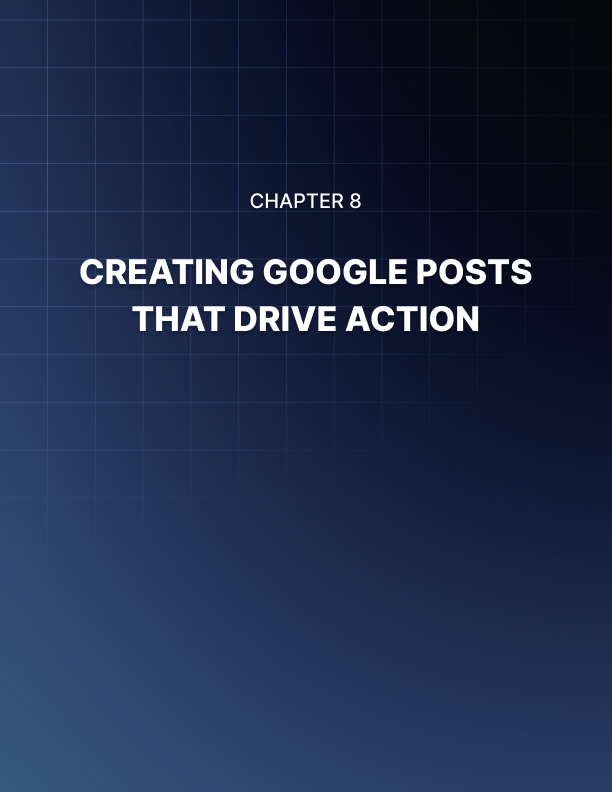 CHAPTER 8
CREATING GOOGLE POSTS
THAT DRIVE ACTION